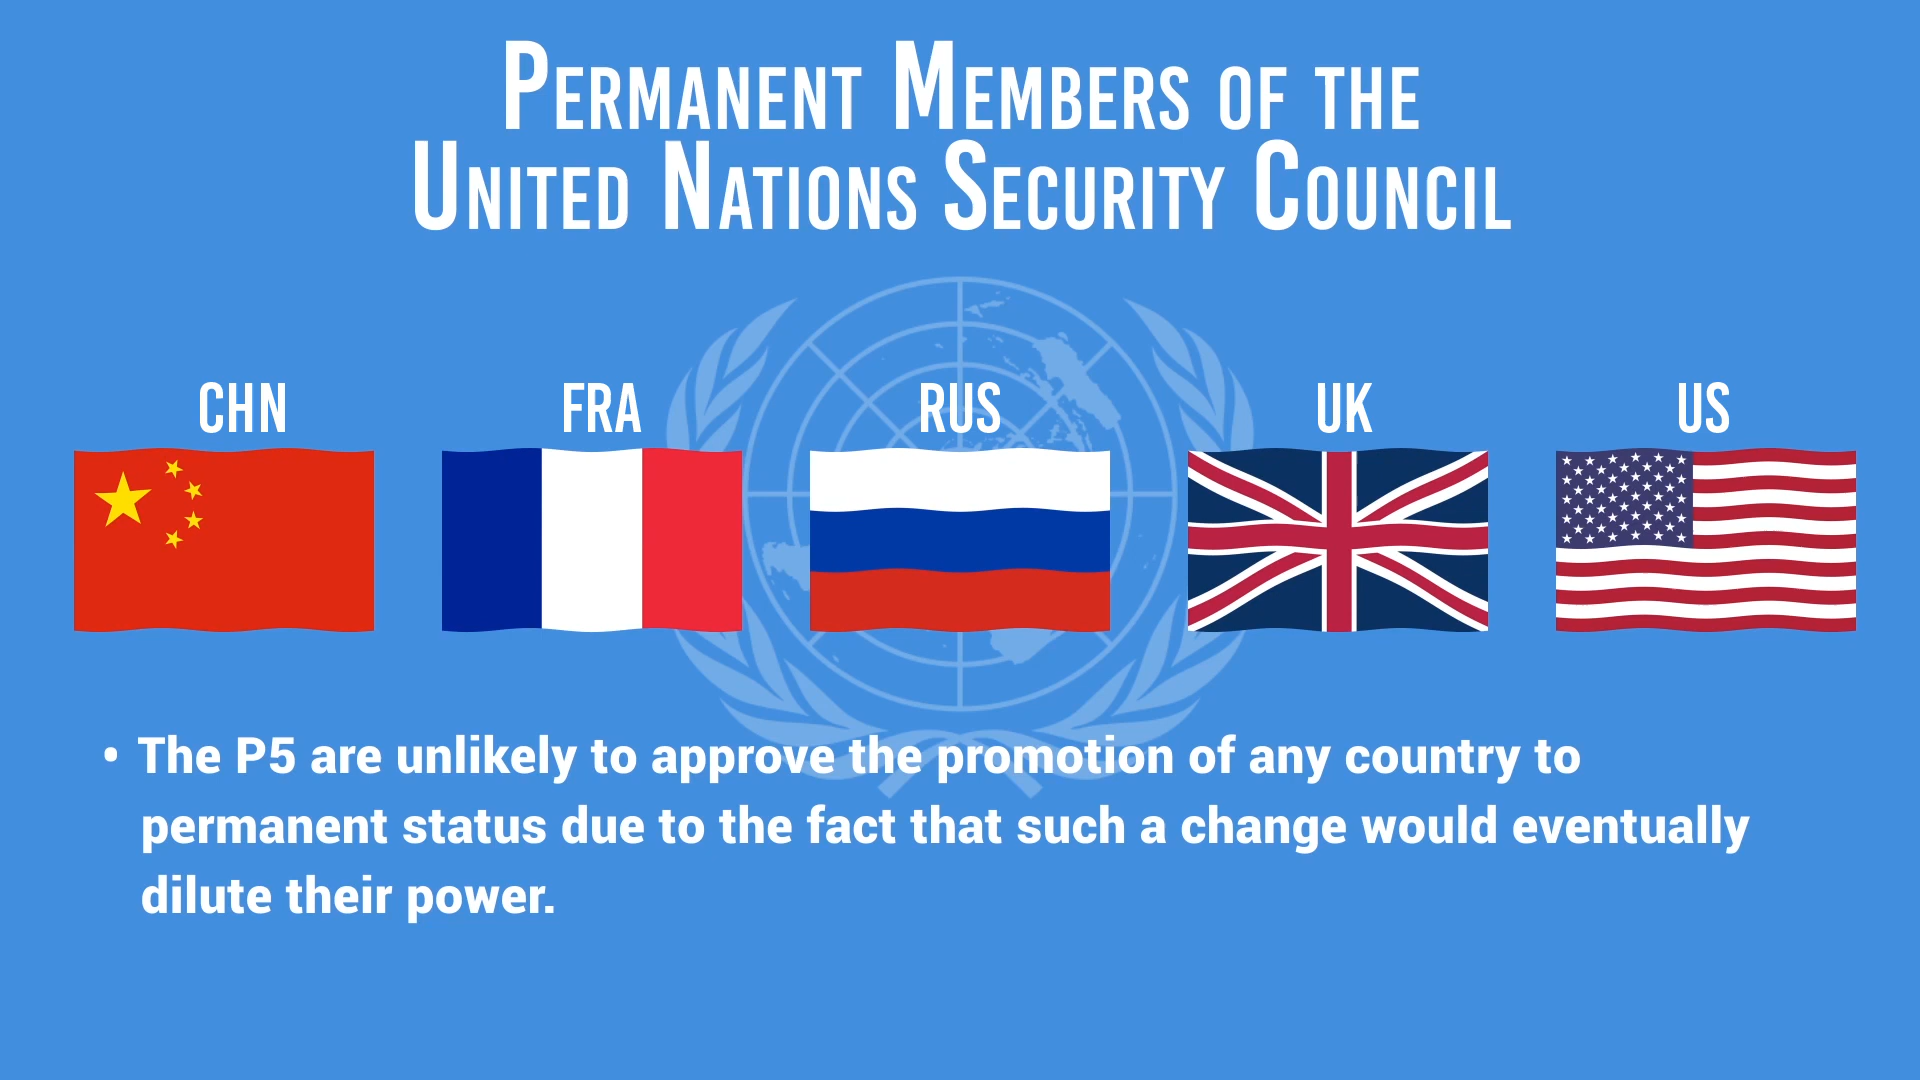 Permanent Members of the
United Nations Security Council
CHN FRA RUS UK US
• The P5 are unlikely to approve the promotion of any country to
permanent status due to the fact that such a change would eventually
dilute their power.